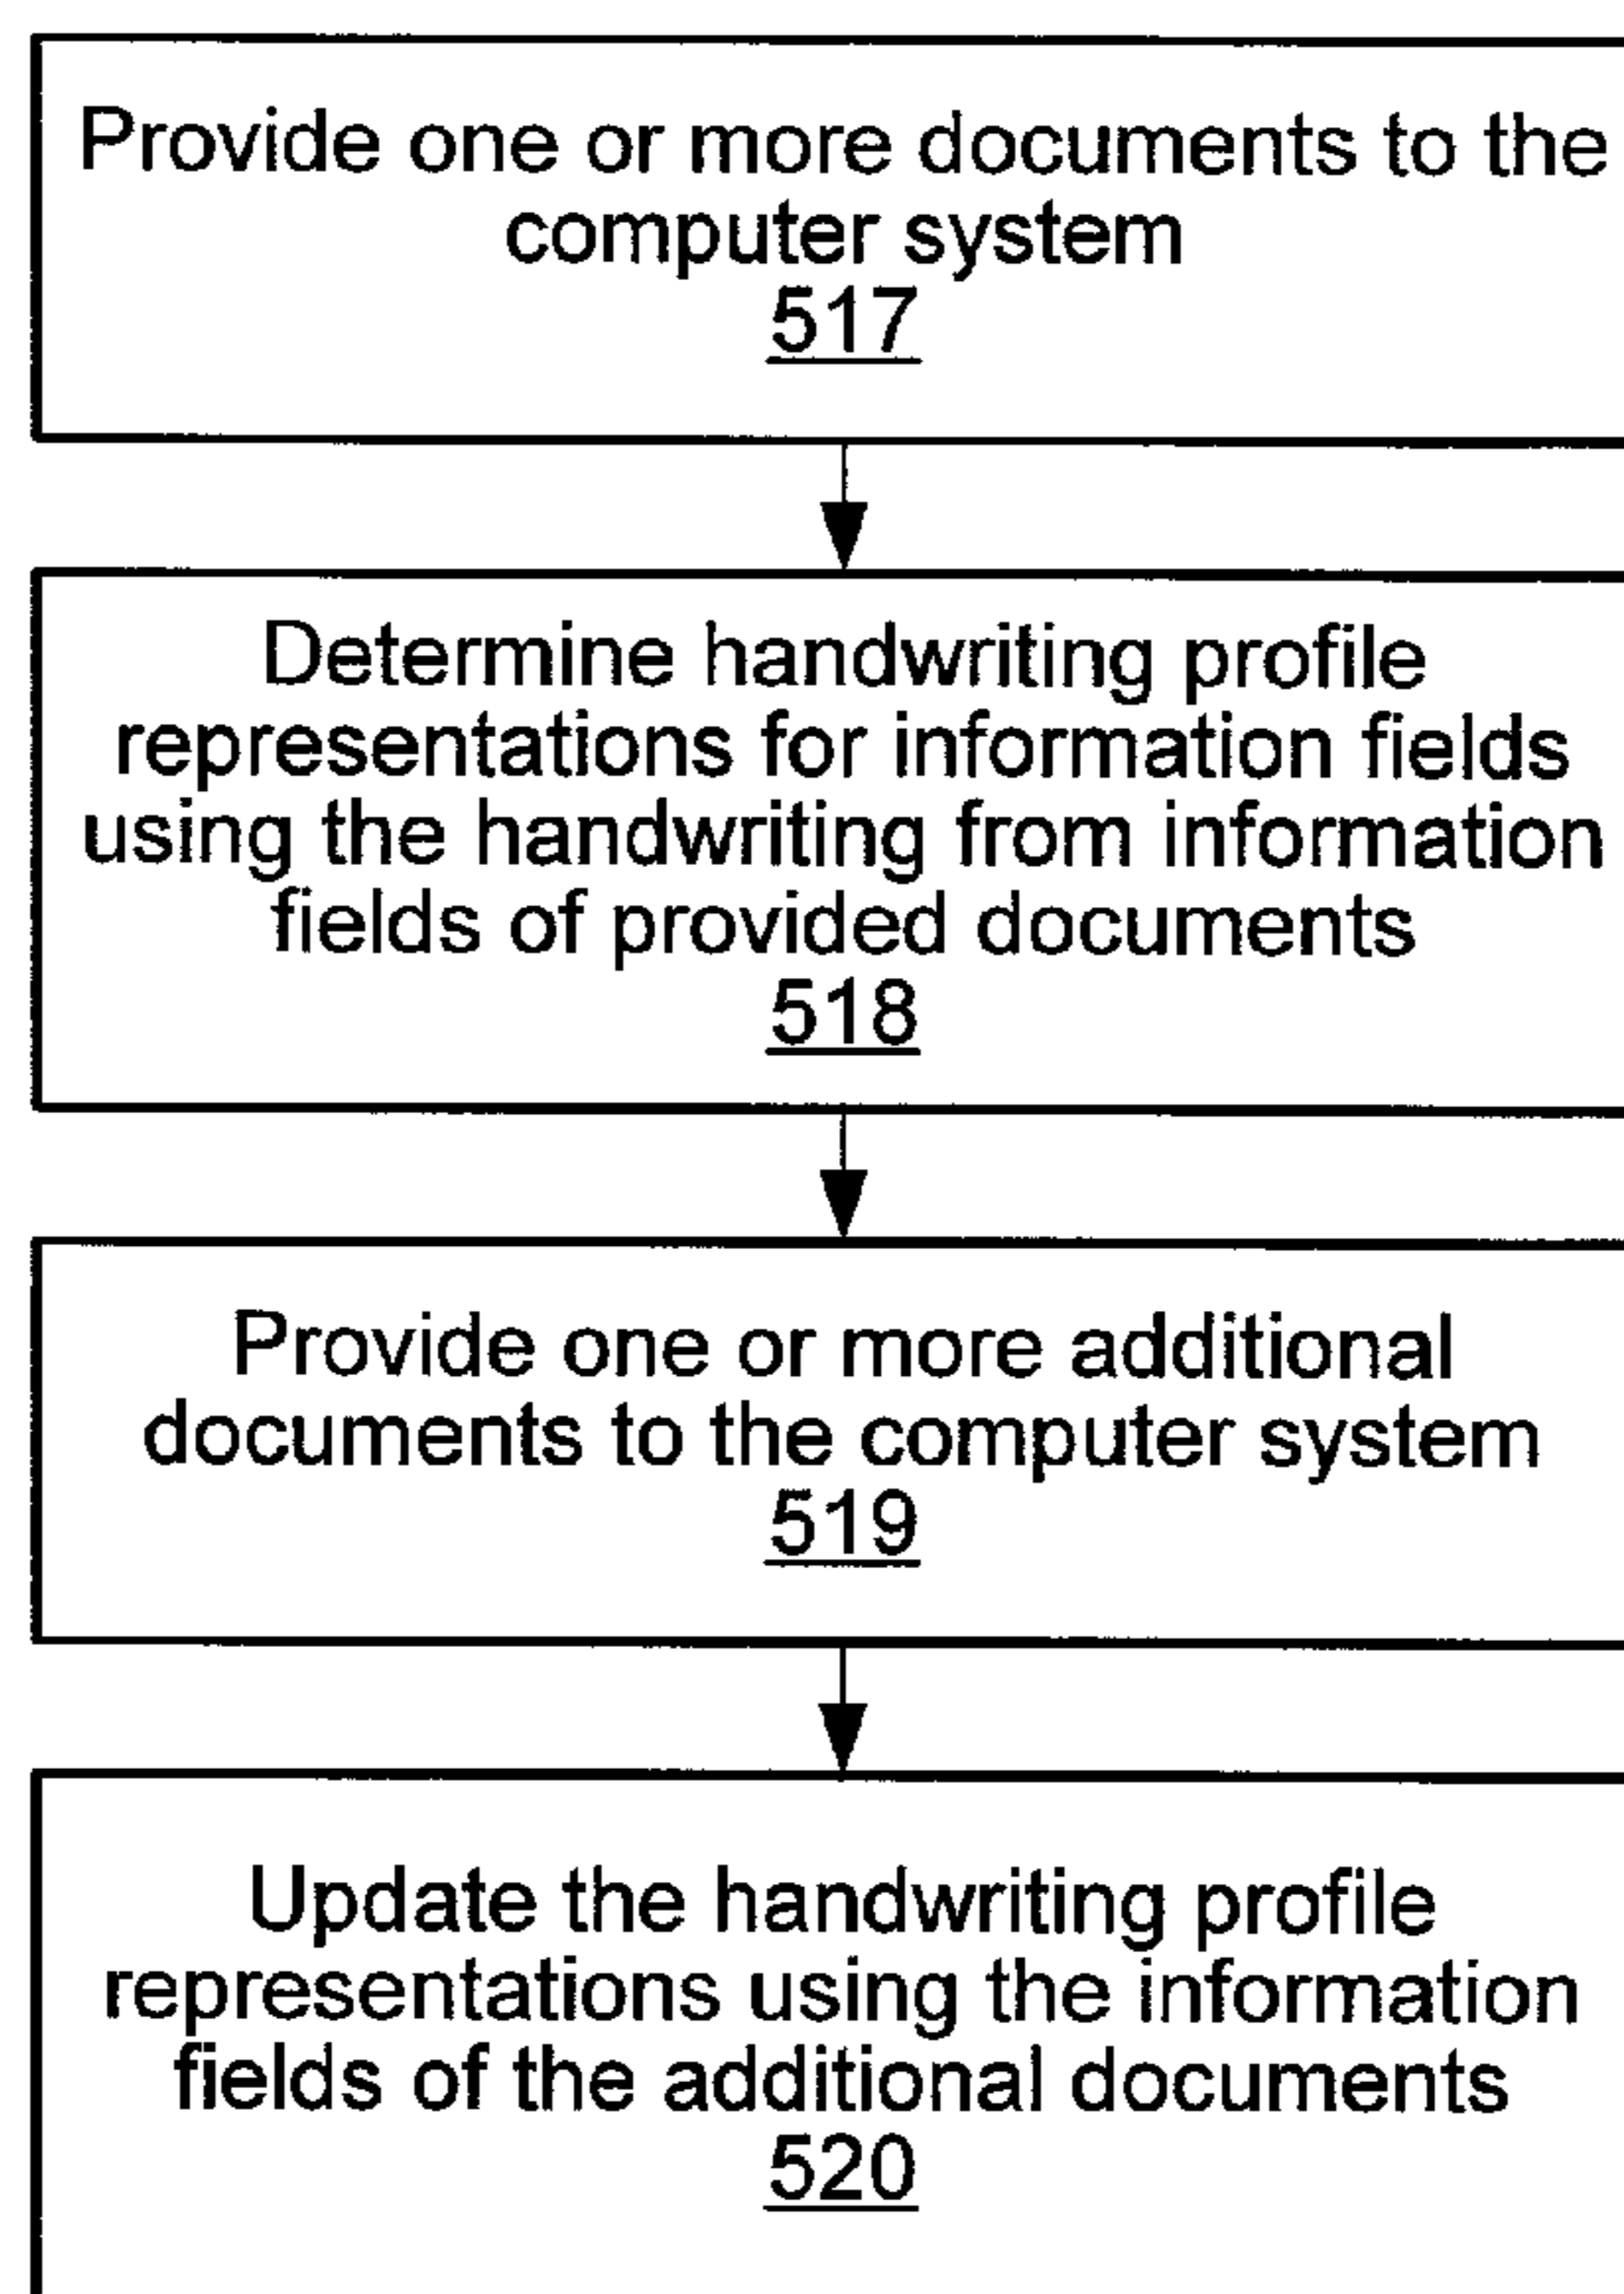 Provide one or more documents to the
computer system
517
Determine handwriting profile
representations for information fields
using the handwriting from information
fields of provided documents
518
Provide one or more additional
documents to the computer system
519
Update the handwriting profile
representations using the information
fields of the additional documents
520